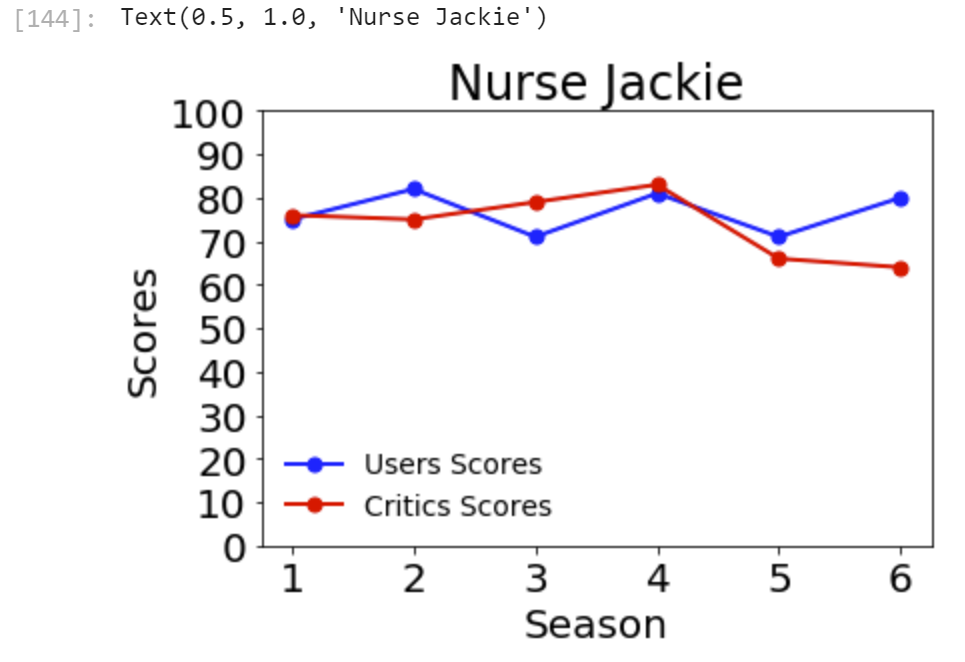 [144]: Text(0.5, 1.0, 'Nurse Jackie')
Nurse Jackie
100
90
80
70
60
50
40
30
20
10
0
Scores
Users Scores
Critics Scores
1 2 3 4 5 6
Season